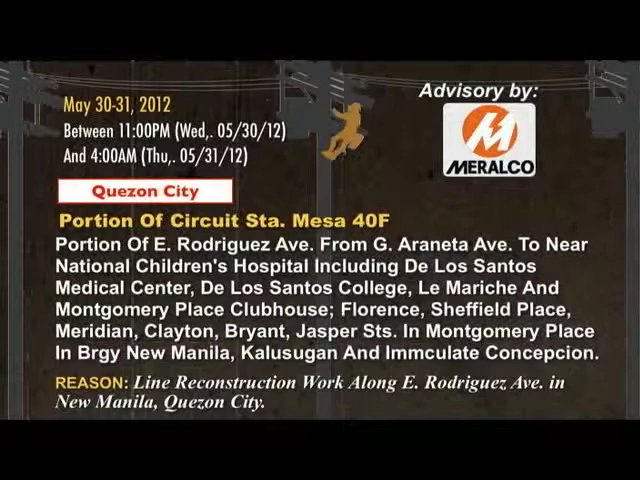 May 30-31, 2012
Between 11:00PM (Wed,. 05/30/12)
And 4:00AM (Thu,. 05/31/12)
Advisory by:
MERALCO
Quezon City
Portion Of Circuit Sta. Mesa 40F
Portion Of E. Rodriguez Ave. From G. Araneta Ave. To Near
National Children's Hospital Including De Los Santos
Medical Center, De Los Santos College, Le Mariche And
Montgomery Place Clubhouse; Florence, Sheffield Place,
Meridian, Clayton, Bryant, Jasper Sts. In Montgomery Place
In Brgy New Manila, Kalusugan And Immculate Concepcion.
REASON: Line Reconstruction Work Along E. Rodriguez Ave. in
New Manila, Quezon City.